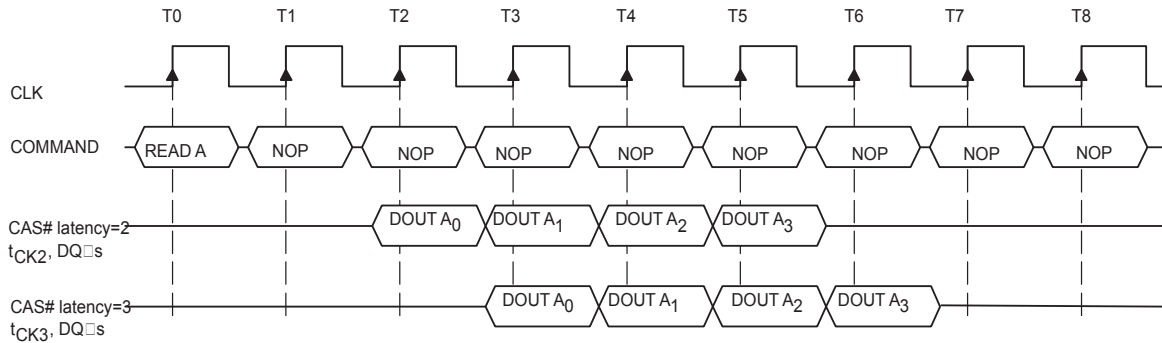 T0 T1 T2 T3 T4 T5 T6 T7 T8
CLK
COMMAND READ A NOP NOP NOP NOP NOP NOP NOP NOP
CAS# latency=2 DOUT A0 DOUT A1 DOUT A2 DOUT A3
tCK2, DQ□s
CAS# latency=3 DOUT A0 DOUT A1 DOUT A2 DOUT A3
tCK3, DQ□s